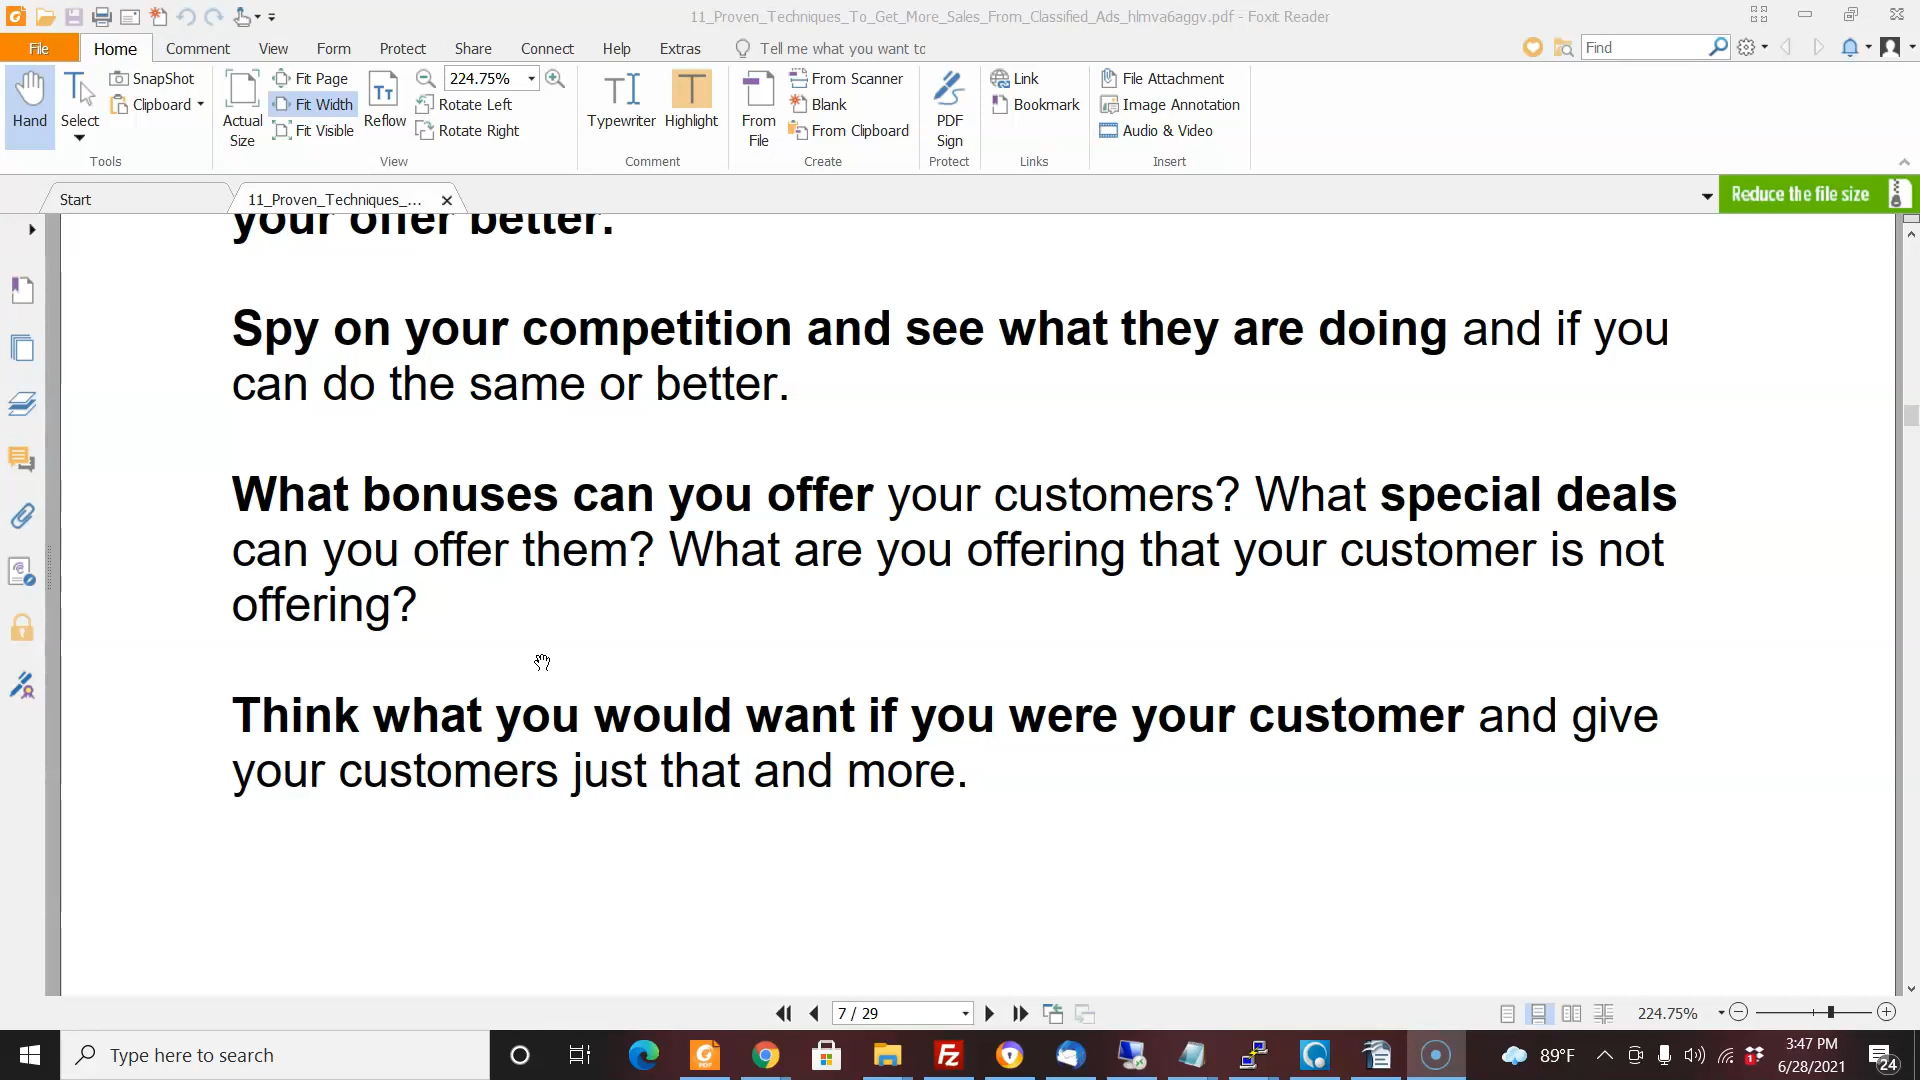 11_Proven_Techniques_To_Get_More_Sales_From_Classified_Ads_hlmva6aggv.pdf - Foxit Reader
File Home Comment View Form Protect Share Connect Help Extras Tell me what you want to Find
Hand
Select
SnapShot
Clipboard
Tools
Actual Size
Fit Page
Fit Width
Fit Visible
Reflow
224.75%
Rotate Left
Rotate Right
View
Typewriter
Highlight
Comment
From File
From Scanner
Blank
From Clipboard
Create
PDF Sign
Protect
Link
Bookmark
Links
File Attachment
Image Annotation
Audio & Video
Insert
Start
11_Proven_Techniques_...
Reduce the file size
your offer better.
Spy on your competition and see what they are doing and if you
can do the same or better.
What bonuses can you offer your customers? What special deals
can you offer them? What are you offering that your customer is not
offering?
Think what you would want if you were your customer and give
your customers just that and more.
7 / 29
224.75%
Type here to search
89°F
3:47 PM
6/28/2021
24